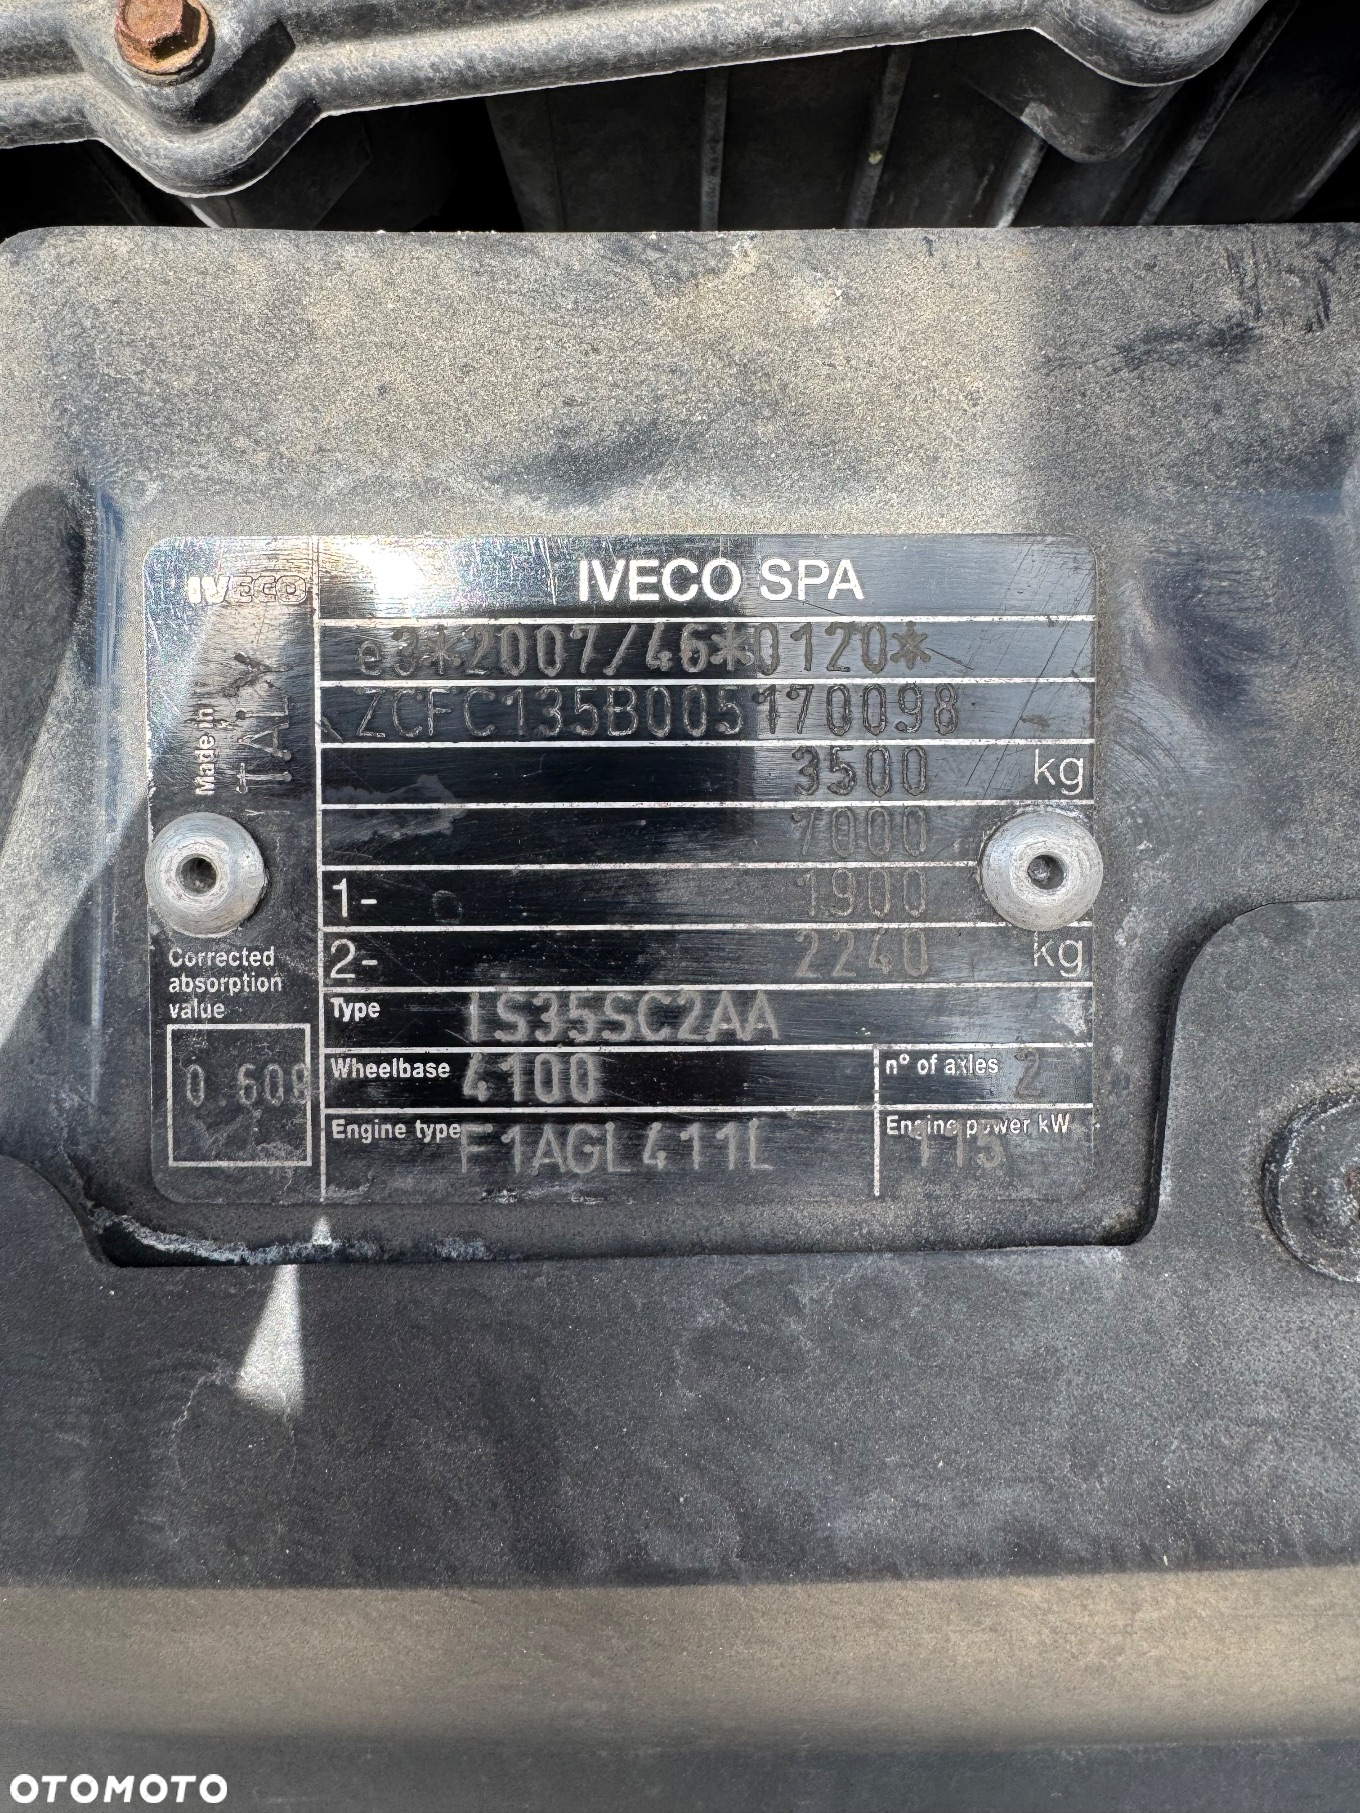 IVECO IVECO SPA
e3*2007/46*0120*
ZCFC135B005170098
Made in ITALY
3500 kg
7000
1- 1900
2- 2240 kg
Corrected absorption value
0.608
Type IS35SC2AA
Wheelbase 4100 n° of axles 2
Engine type F1AGL411L Engine power kW 115
OTOMOTO